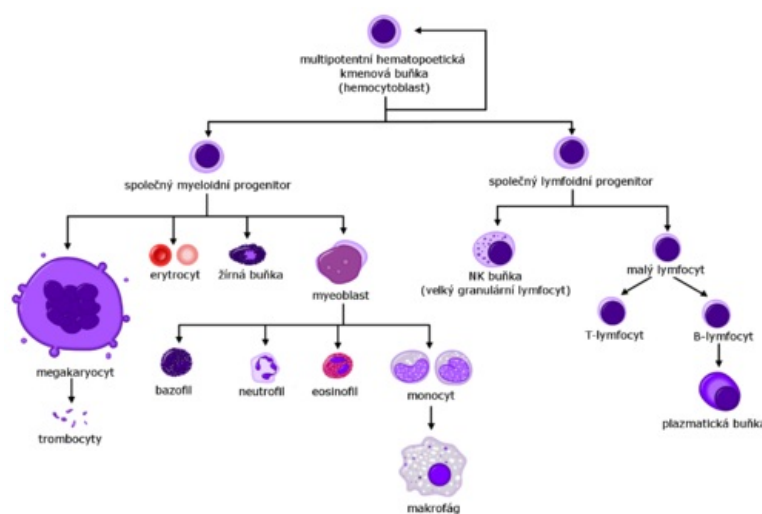 multipotentní hematopoetická
kmenová buňka
(hemocytoblast)
společný myeloidní progenitor
společný lymfoidní progenitor
erytrocyt
žírná buňka
myeoblast
NK buňka
(velký granulární lymfocyt)
malý lymfocyt
T-lymfocyt
B-lymfocyt
megakaryocyt
bazofil
neutrofil
eosinofil
monocyt
trombocyty
plazmatická buňka
makrofág